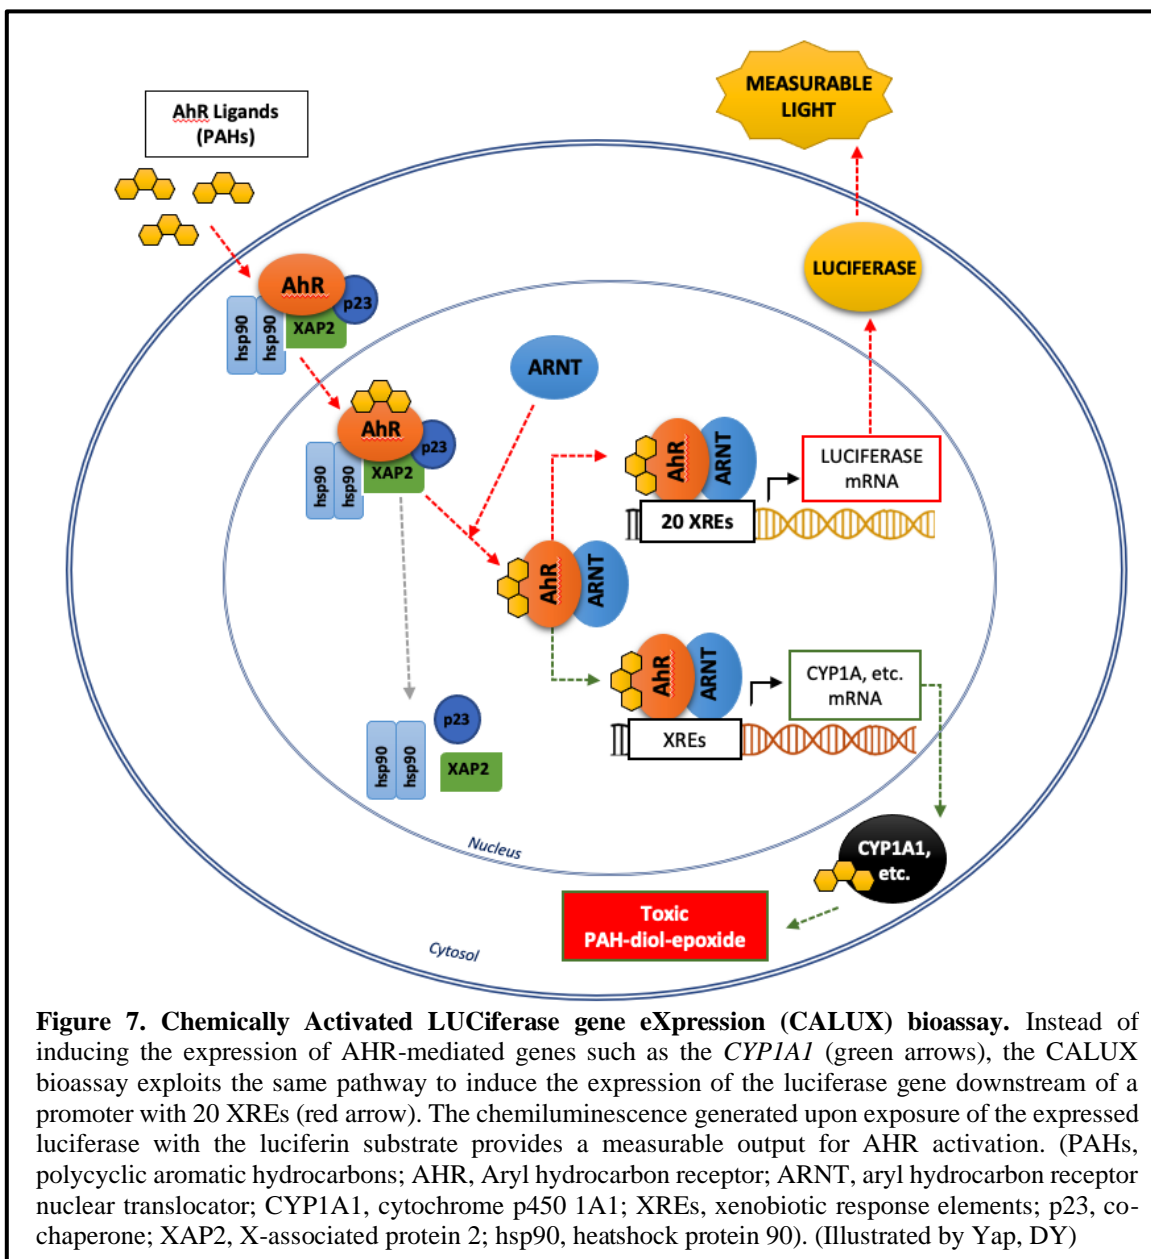 MEASURABLE
LIGHT
AhR Ligands
(PAHs)
LUCIFERASE
AhR
p23
hsp90
hsp90
XAP2
ARNT
AhR
p23
hsp90
hsp90
XAP2
AhR
ARNT
LUCIFERASE
mRNA
20 XREs
AhR
ARNT
AhR
ARNT
CYP1A, etc.
mRNA
XREs
p23
hsp90
hsp90
XAP2
Nucleus
CYP1A1,
etc.
Toxic
PAH-diol-epoxide
Cytosol
Figure 7. Chemically Activated LUCiferase gene eXpression (CALUX) bioassay. Instead of
inducing the expression of AHR-mediated genes such as the CYP1A1 (green arrows), the CALUX
bioassay exploits the same pathway to induce the expression of the luciferase gene downstream of a
promoter with 20 XREs (red arrow). The chemiluminescence generated upon exposure of the expressed
luciferase with the luciferin substrate provides a measurable output for AHR activation. (PAHs,
polycyclic aromatic hydrocarbons; AHR, Aryl hydrocarbon receptor; ARNT, aryl hydrocarbon receptor
nuclear translocator; CYP1A1, cytochrome p450 1A1; XREs, xenobiotic response elements; p23, co-
chaperone; XAP2, X-associated protein 2; hsp90, heatshock protein 90). (Illustrated by Yap, DY)